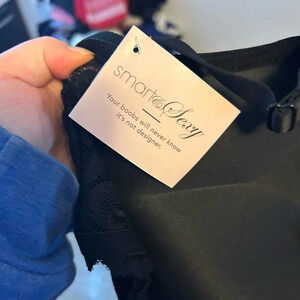 smart & Sexy
Your boobs will never know
it's not designer.